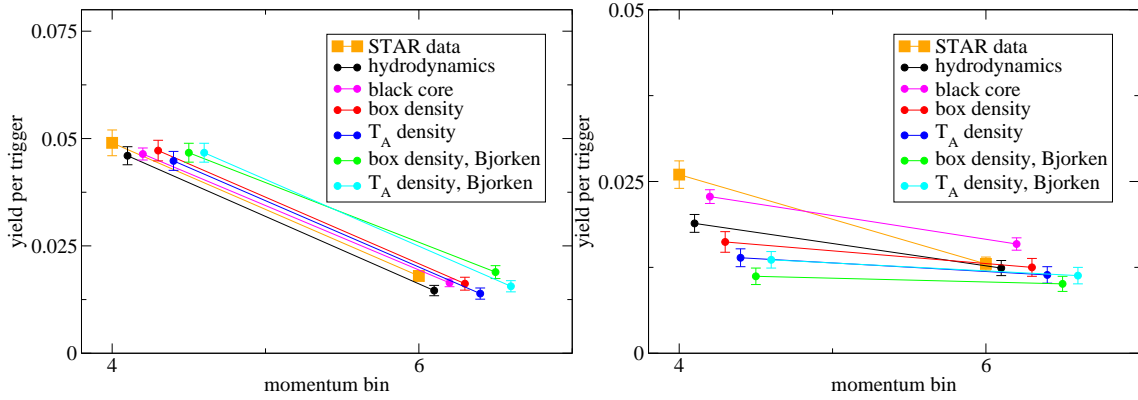 yield per trigger
0.075
0.05
0.025
0
4
6
momentum bin
STAR data
hydrodynamics
black core
box density
T_A density
box density, Bjorken
T_A density, Bjorken
yield per trigger
0.05
0.025
0
4
6
momentum bin
STAR data
hydrodynamics
black core
box density
T_A density
box density, Bjorken
T_A density, Bjorken